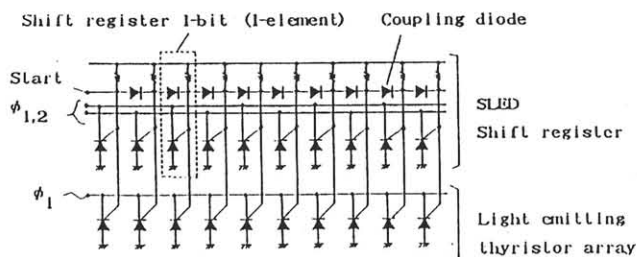 Shift register 1-bit (1-element)
Coupling diode
Start
ϕ1,2
SLED
Shift register
ϕ1
Light emitting
thyristor array